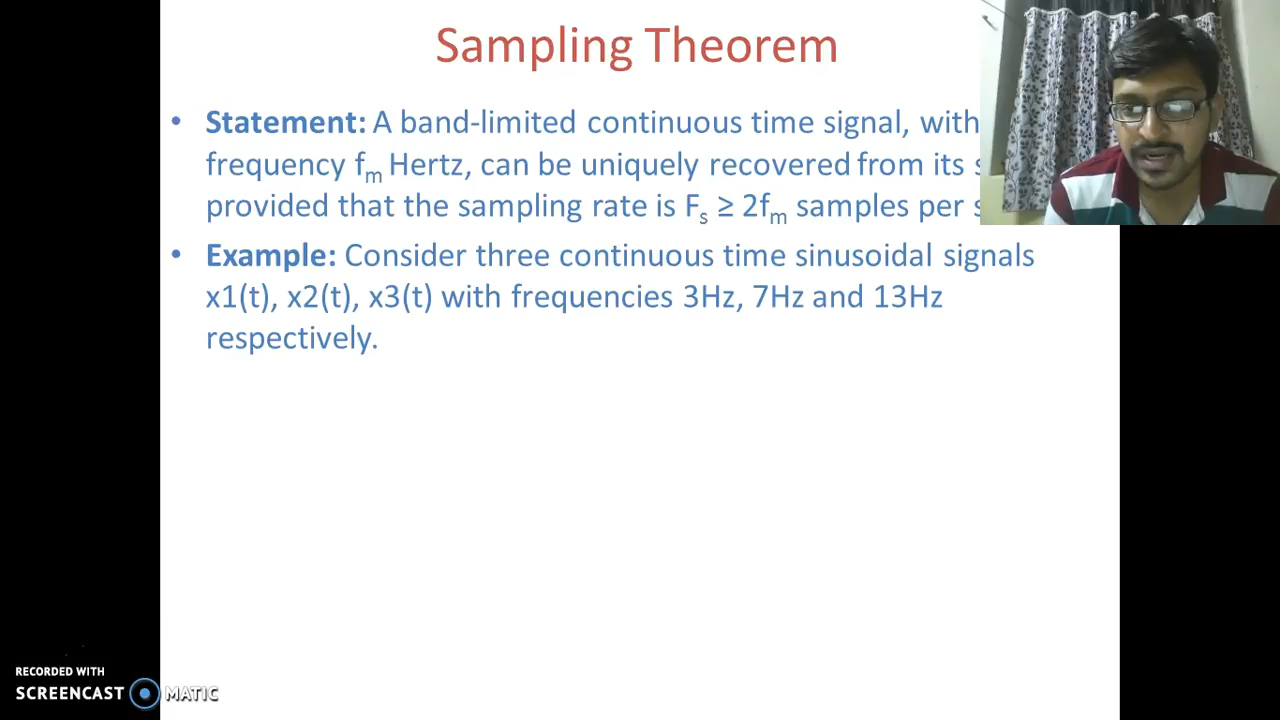 Sampling Theorem
• Statement: A band-limited continuous time signal, with
frequency fm Hertz, can be uniquely recovered from its
provided that the sampling rate is Fs ≥ 2fm samples per
• Example: Consider three continuous time sinusoidal signals
x1(t), x2(t), x3(t) with frequencies 3Hz, 7Hz and 13Hz
respectively.
RECORDED WITH
SCREENCAST MATIC